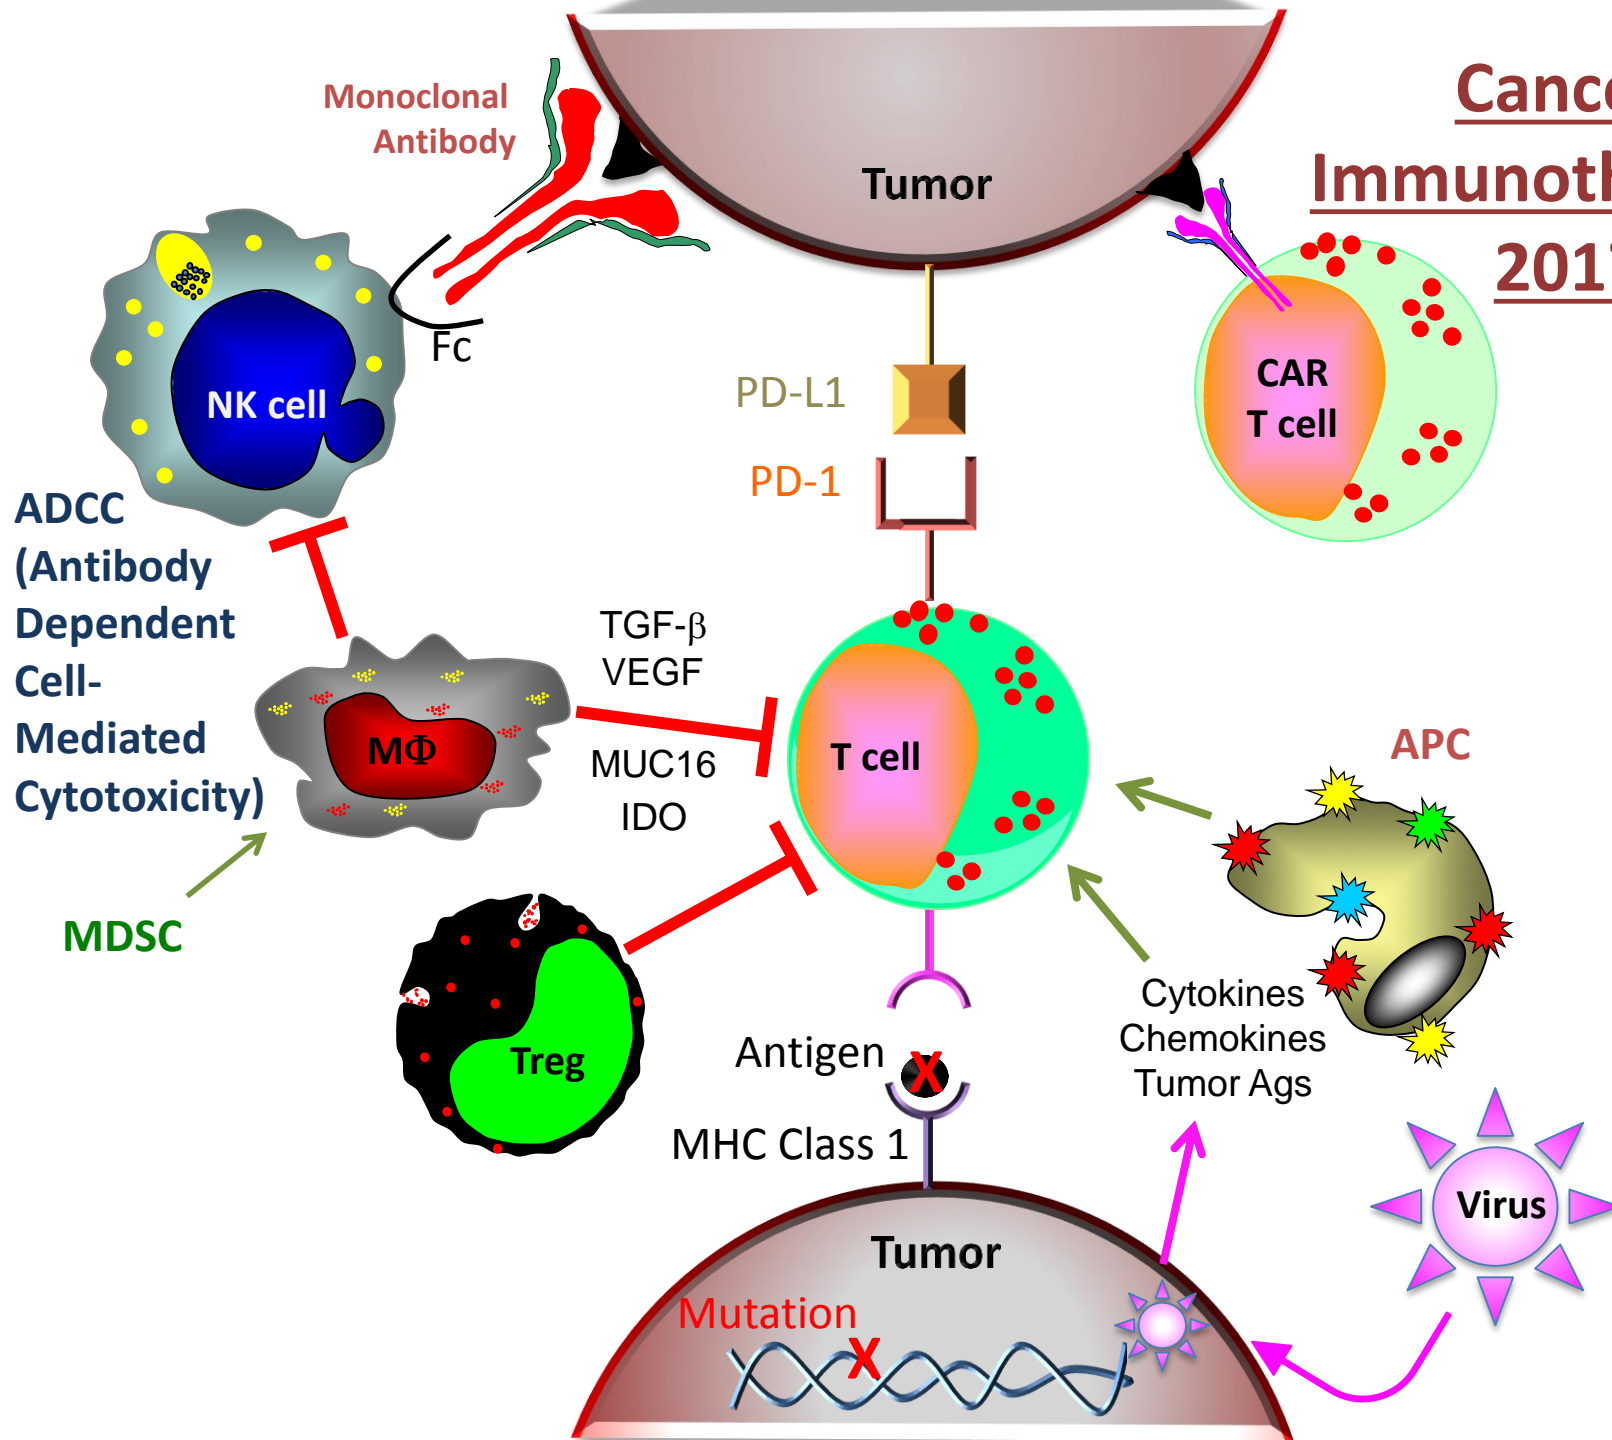 Monoclonal
Antibody
Tumor
Fc
NK cell
PD-L1
PD-1
CAR
T cell
ADCC
(Antibody
Dependent
Cell-
Mediated
Cytotoxicity)
TGF-β
VEGF
MΦ
MUC16
IDO
T cell
APC
MDSC
Treg
Cytokines
Chemokines
Tumor Ags
Antigen
X
MHC Class 1
Virus
Tumor
Mutation
X